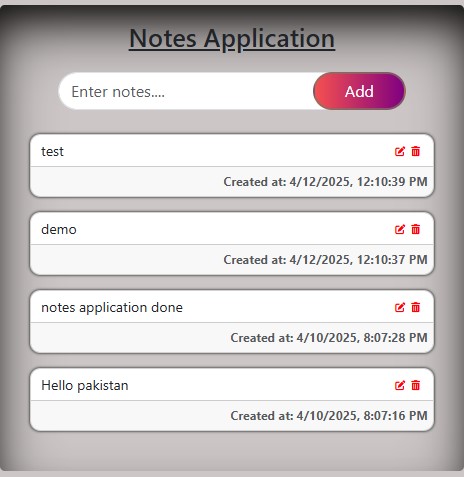 Notes Application
Enter notes....
Add
test
Created at: 4/12/2025, 12:10:39 PM
demo
Created at: 4/12/2025, 12:10:37 PM
notes application done
Created at: 4/10/2025, 8:07:28 PM
Hello pakistan
Created at: 4/10/2025, 8:07:16 PM